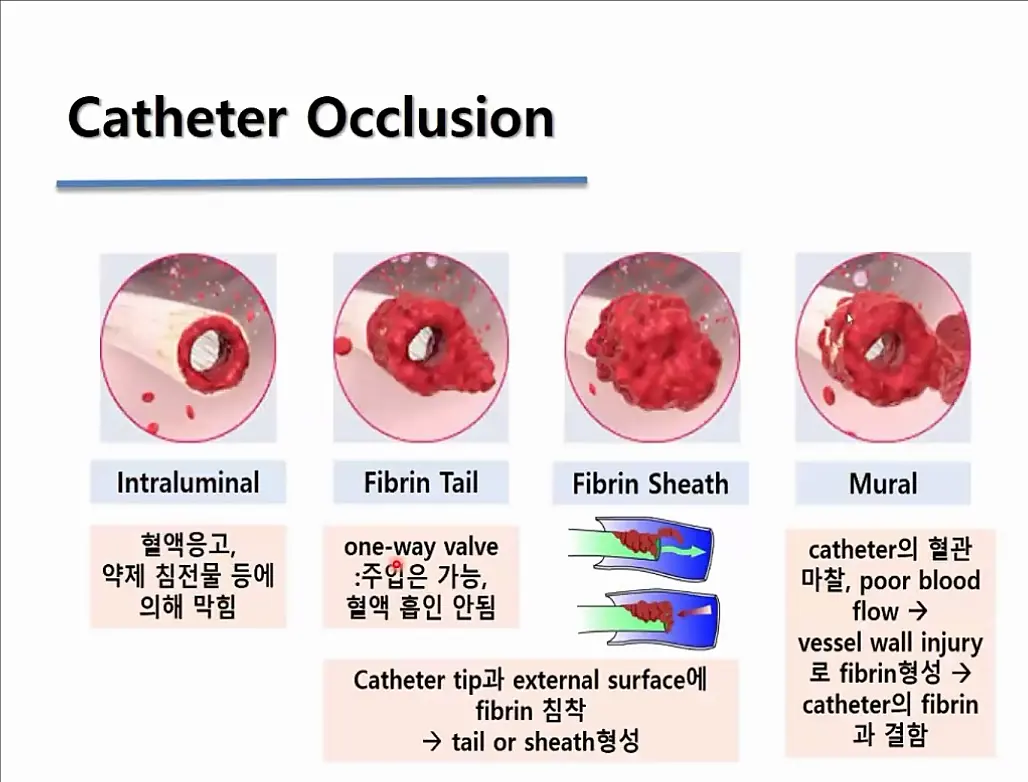 Catheter Occlusion
Intraluminal
Fibrin Tail
Fibrin Sheath
Mural
혈액응고,
약제 침전물 등에
의해 막힘
one-way valve
:주입은 가능,
혈액 흡인 안됨
Catheter tip과 external surface에
fibrin 침착
→ tail or sheath형성
catheter의 혈관
마찰, poor blood
flow →
vessel wall injury
로 fibrin형성 →
catheter의 fibrin
과 결함